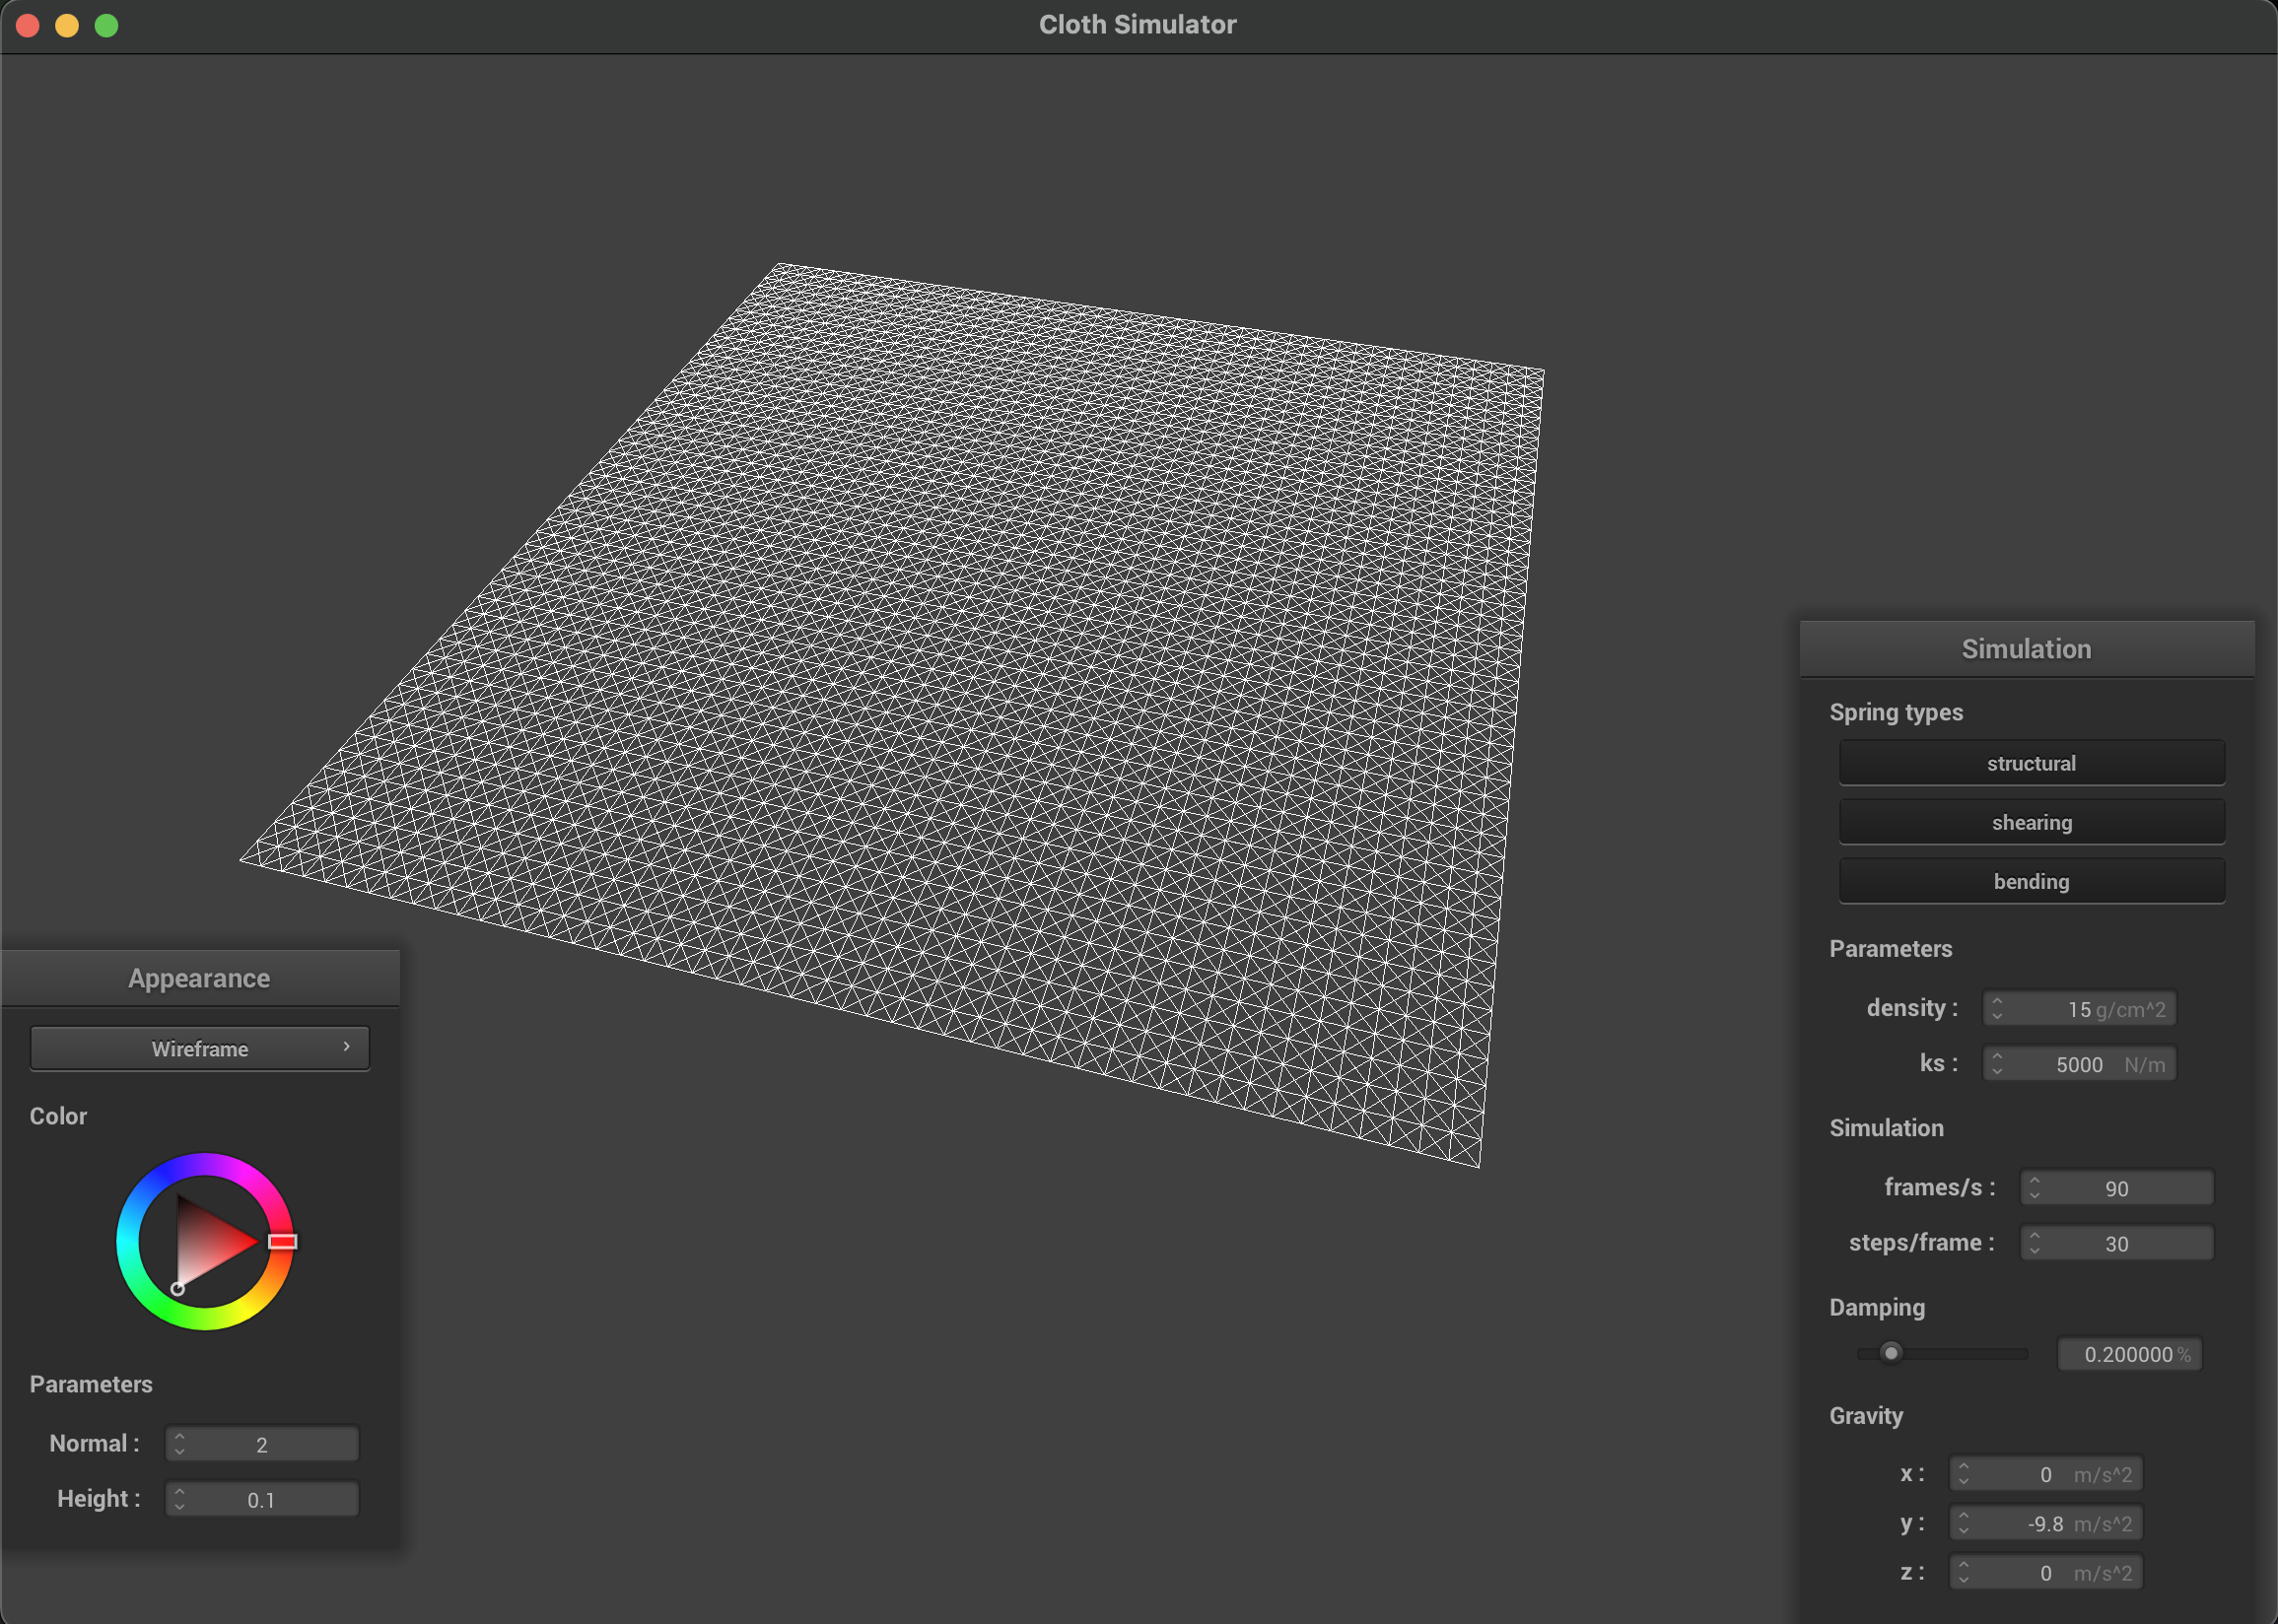 Cloth Simulator
Simulation
Spring types
structural
shearing
bending
Parameters
density : 15 g/cm^2
ks : 5000 N/m
Simulation
frames/s : 90
steps/frame : 30
Damping
0.200000 %
Gravity
x : 0 m/s^2
y : -9.8 m/s^2
z : 0 m/s^2
Appearance
Wireframe
Color
Parameters
Normal : 2
Height : 0.1